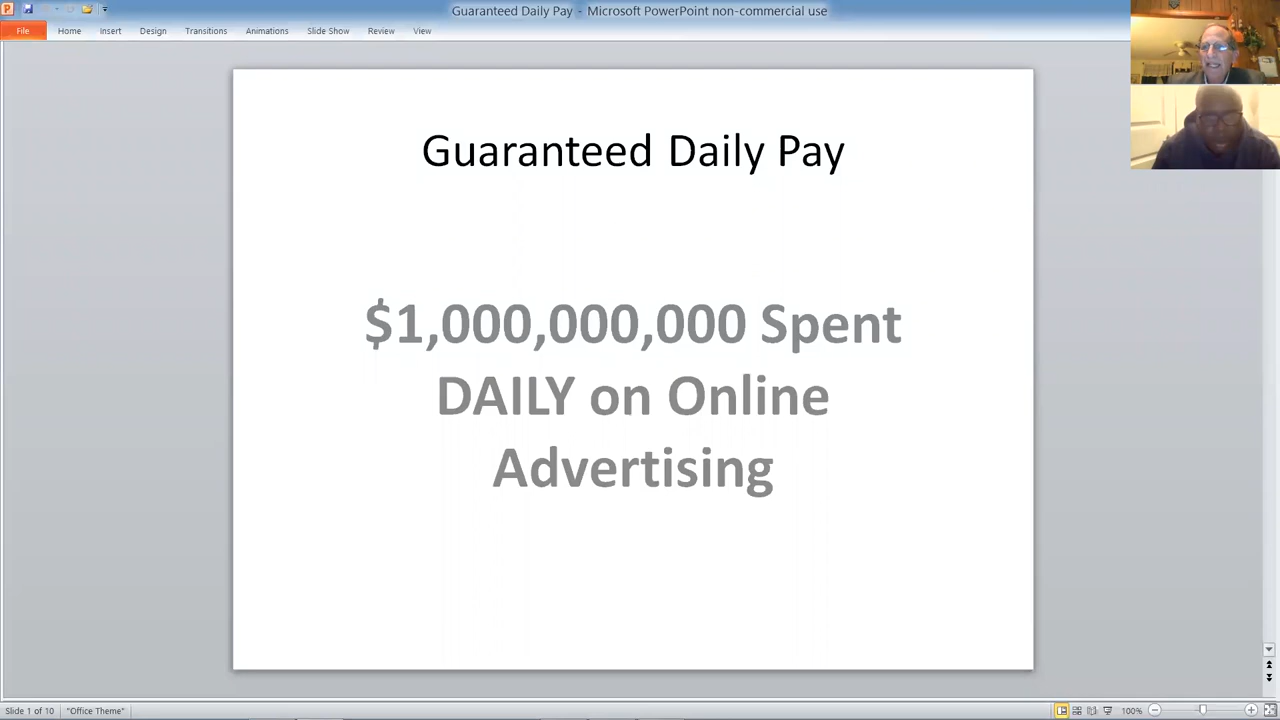 Guaranteed Daily Pay - Microsoft PowerPoint non-commercial use
File Home Insert Design Transitions Animations Slide Show Review View
Guaranteed Daily Pay
$1,000,000,000 Spent
DAILY on Online
Advertising
Slide 1 of 10 "Office Theme" 100%